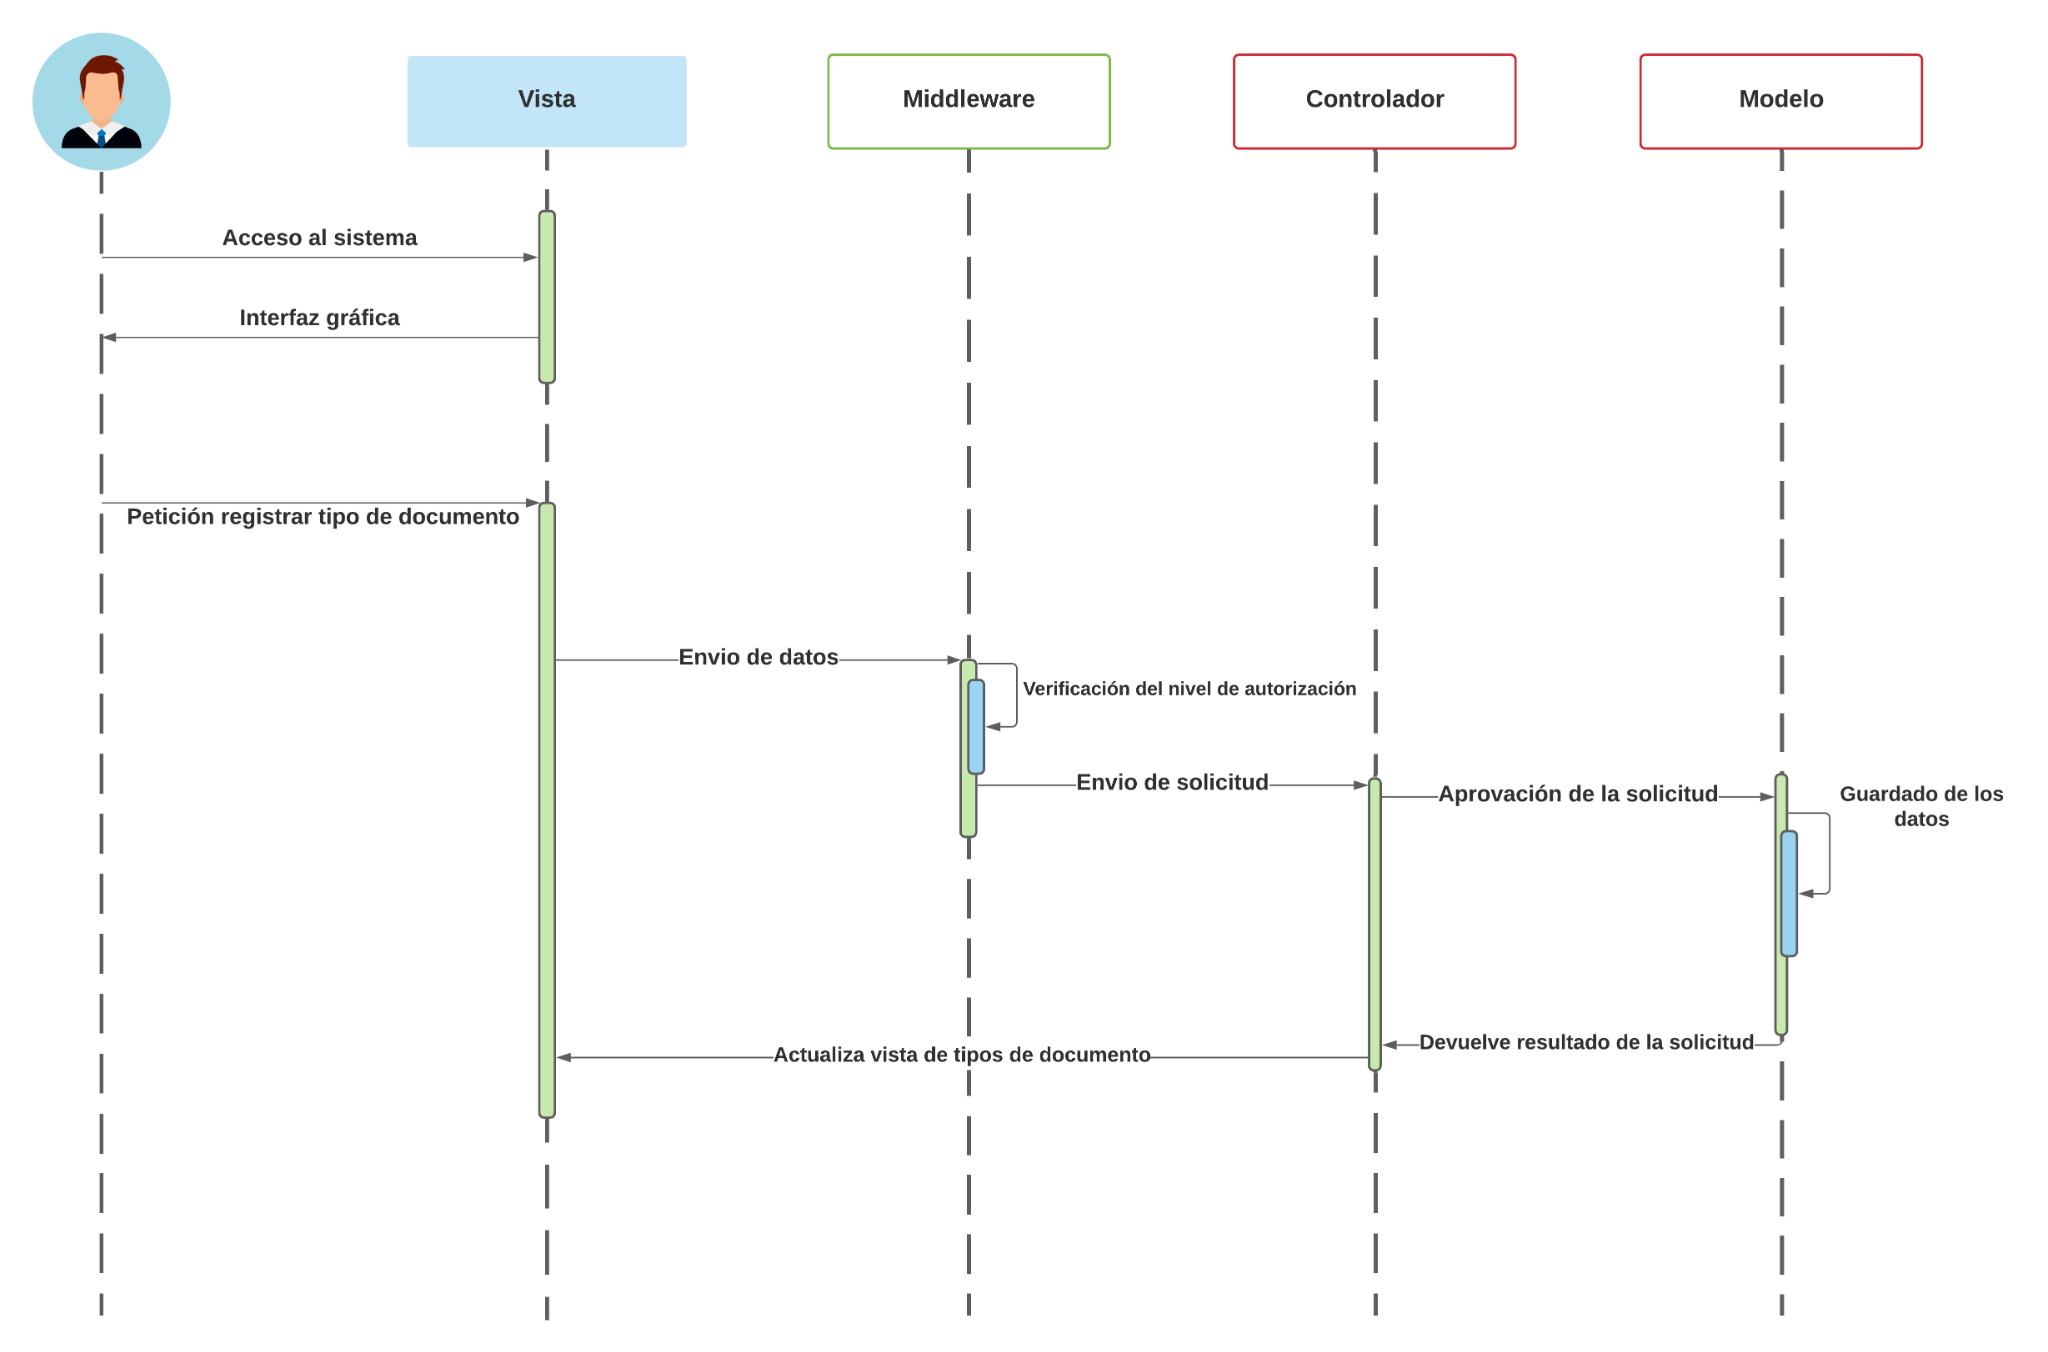 Vista
Middleware
Controlador
Modelo
Acceso al sistema
Interfaz gráfica
Petición registrar tipo de documento
Envio de datos
Verificación del nivel de autorización
Envio de solicitud
Aprovación de la solicitud
Guardado de los
datos
Devuelve resultado de la solicitud
Actualiza vista de tipos de documento